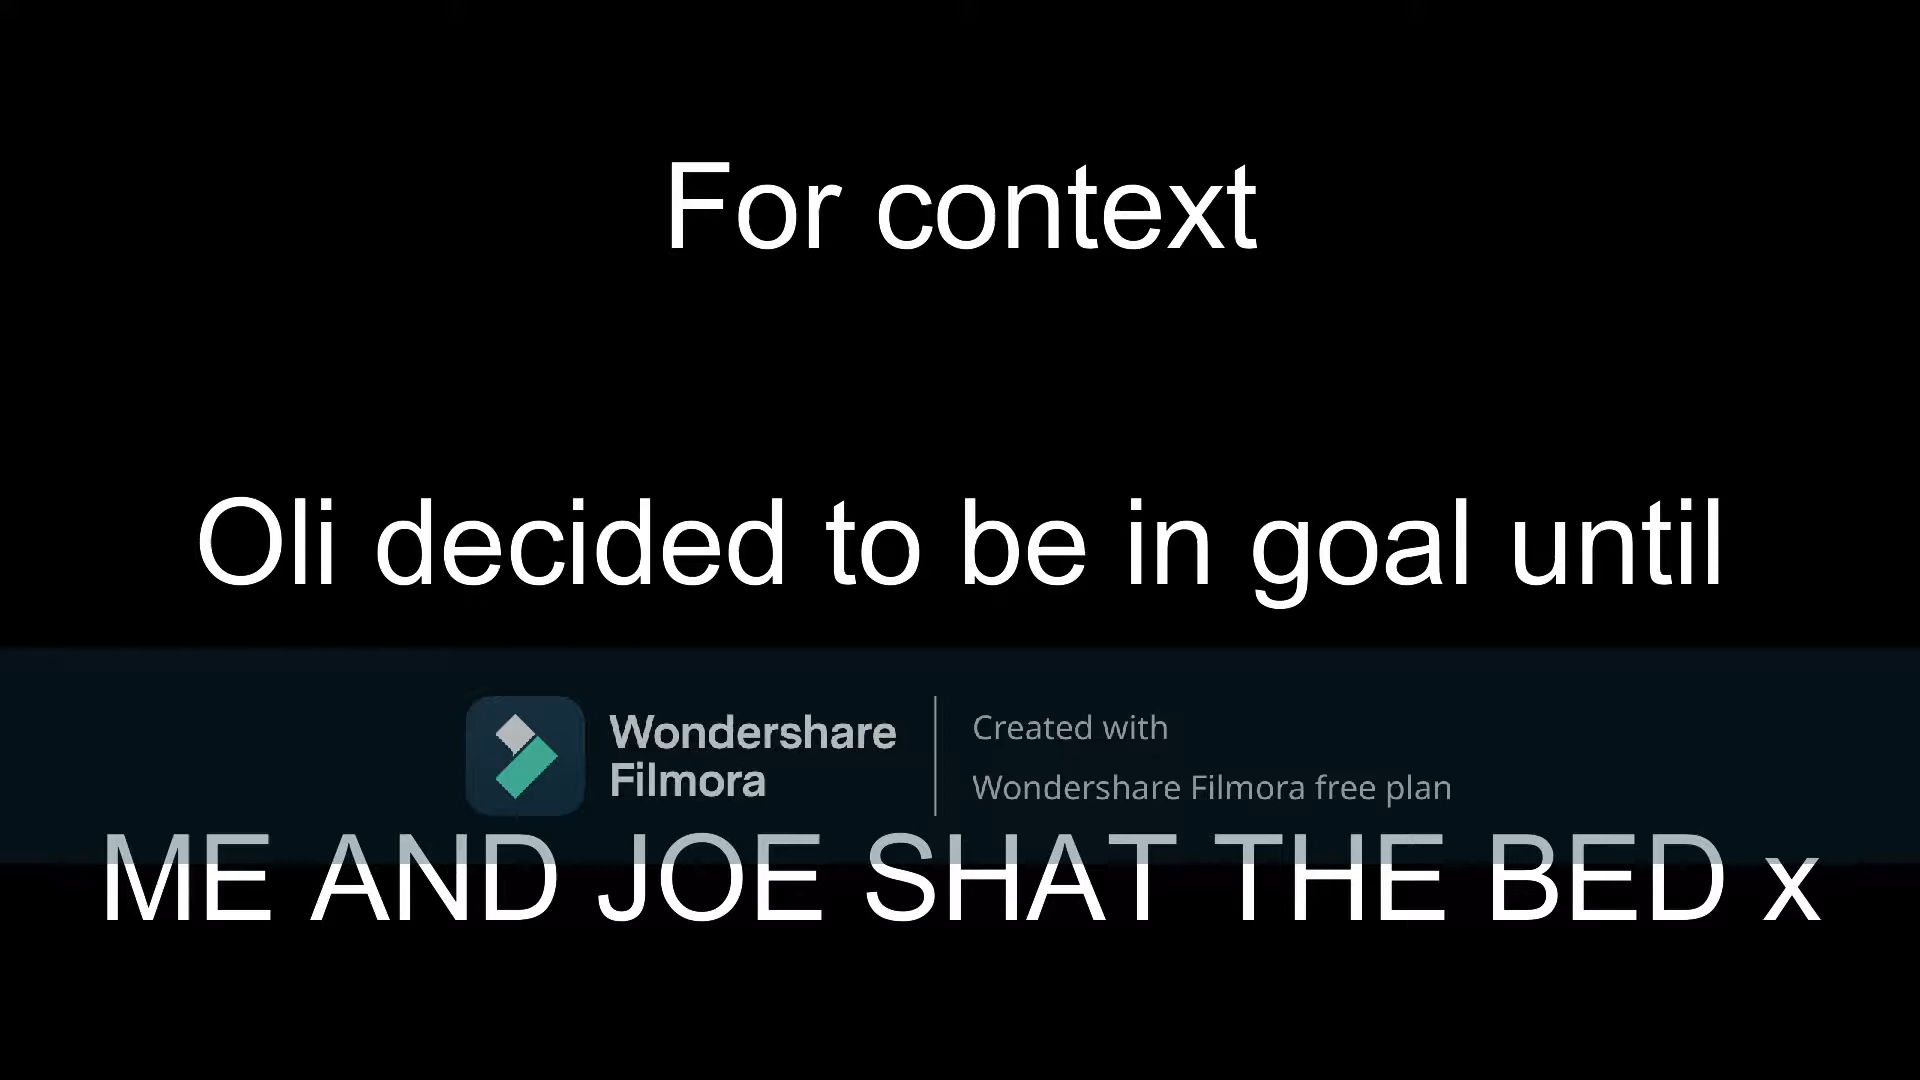 For context
Oli decided to be in goal until
Wondershare
Filmora
Created with
Wondershare Filmora free plan
ME AND JOE SHAT THE BED x